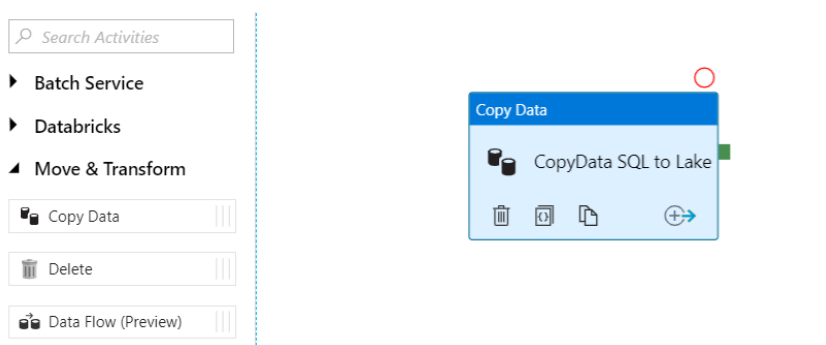 Search Activities
Batch Service
Databricks
Move & Transform
Copy Data
Delete
Data Flow (Preview)
Copy Data
CopyData SQL to Lake